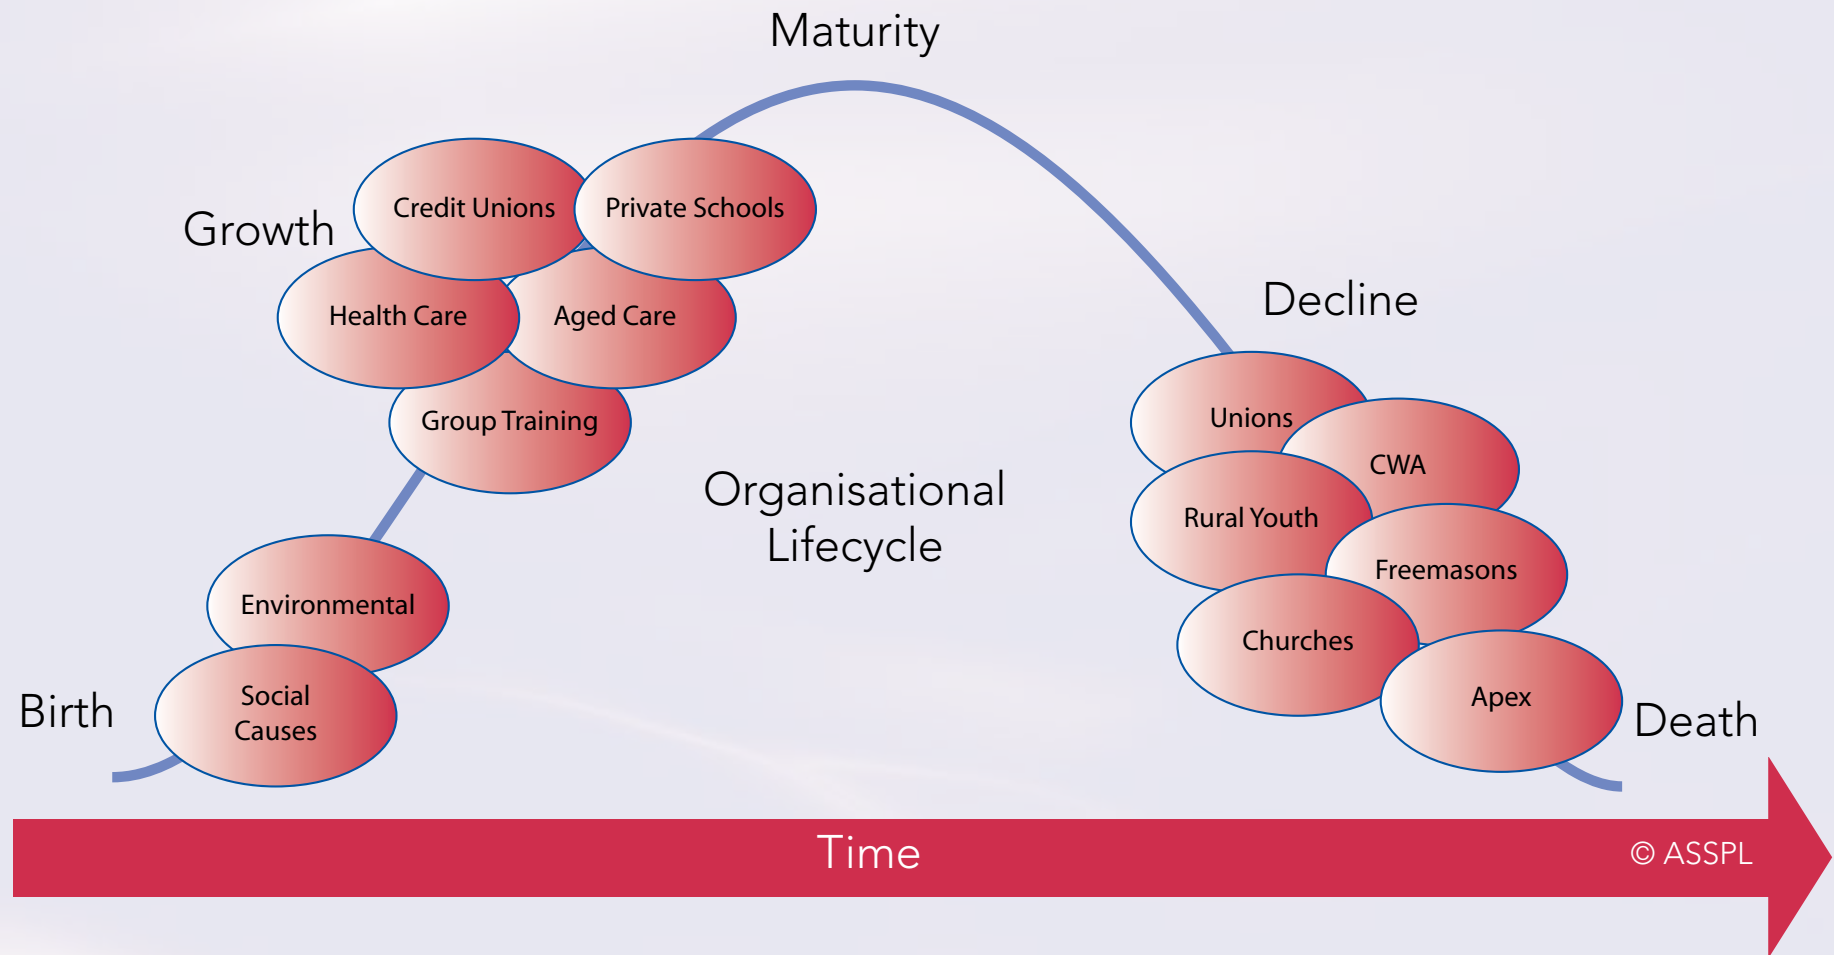 Maturity
Credit Unions
Private Schools
Growth
Health Care
Aged Care
Group Training
Decline
Unions
CWA
Rural Youth
Freemasons
Churches
Apex
Organisational
Lifecycle
Environmental
Social
Causes
Birth
Death
Time
© ASSPL